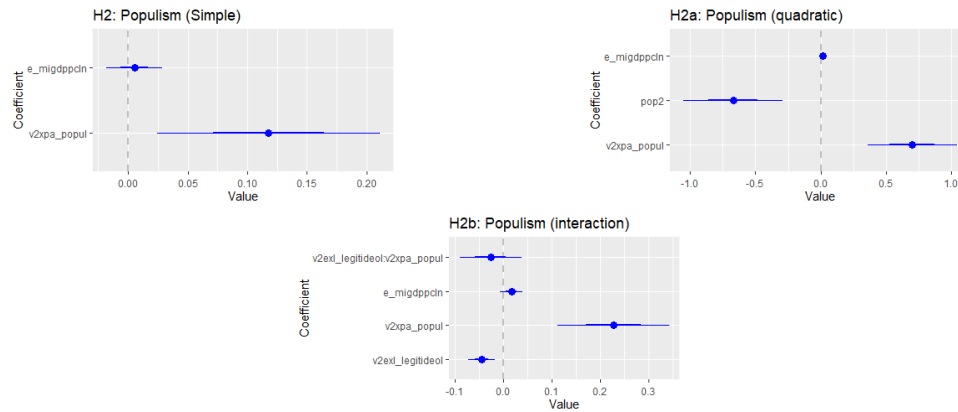 H2: Populism (Simple)
Coefficient
e_migdppcln
v2xpa_popul
0.00 0.05 0.10 0.15 0.20
Value
H2a: Populism (quadratic)
Coefficient
e_migdppcln
pop2
v2xpa_popul
-1.0 -0.5 0.0 0.5 1.0
Value
H2b: Populism (interaction)
Coefficient
v2exl_legitideol:v2xpa_popul
e_migdppcln
v2xpa_popul
v2exl_legitideol
-0.1 0.0 0.1 0.2 0.3
Value